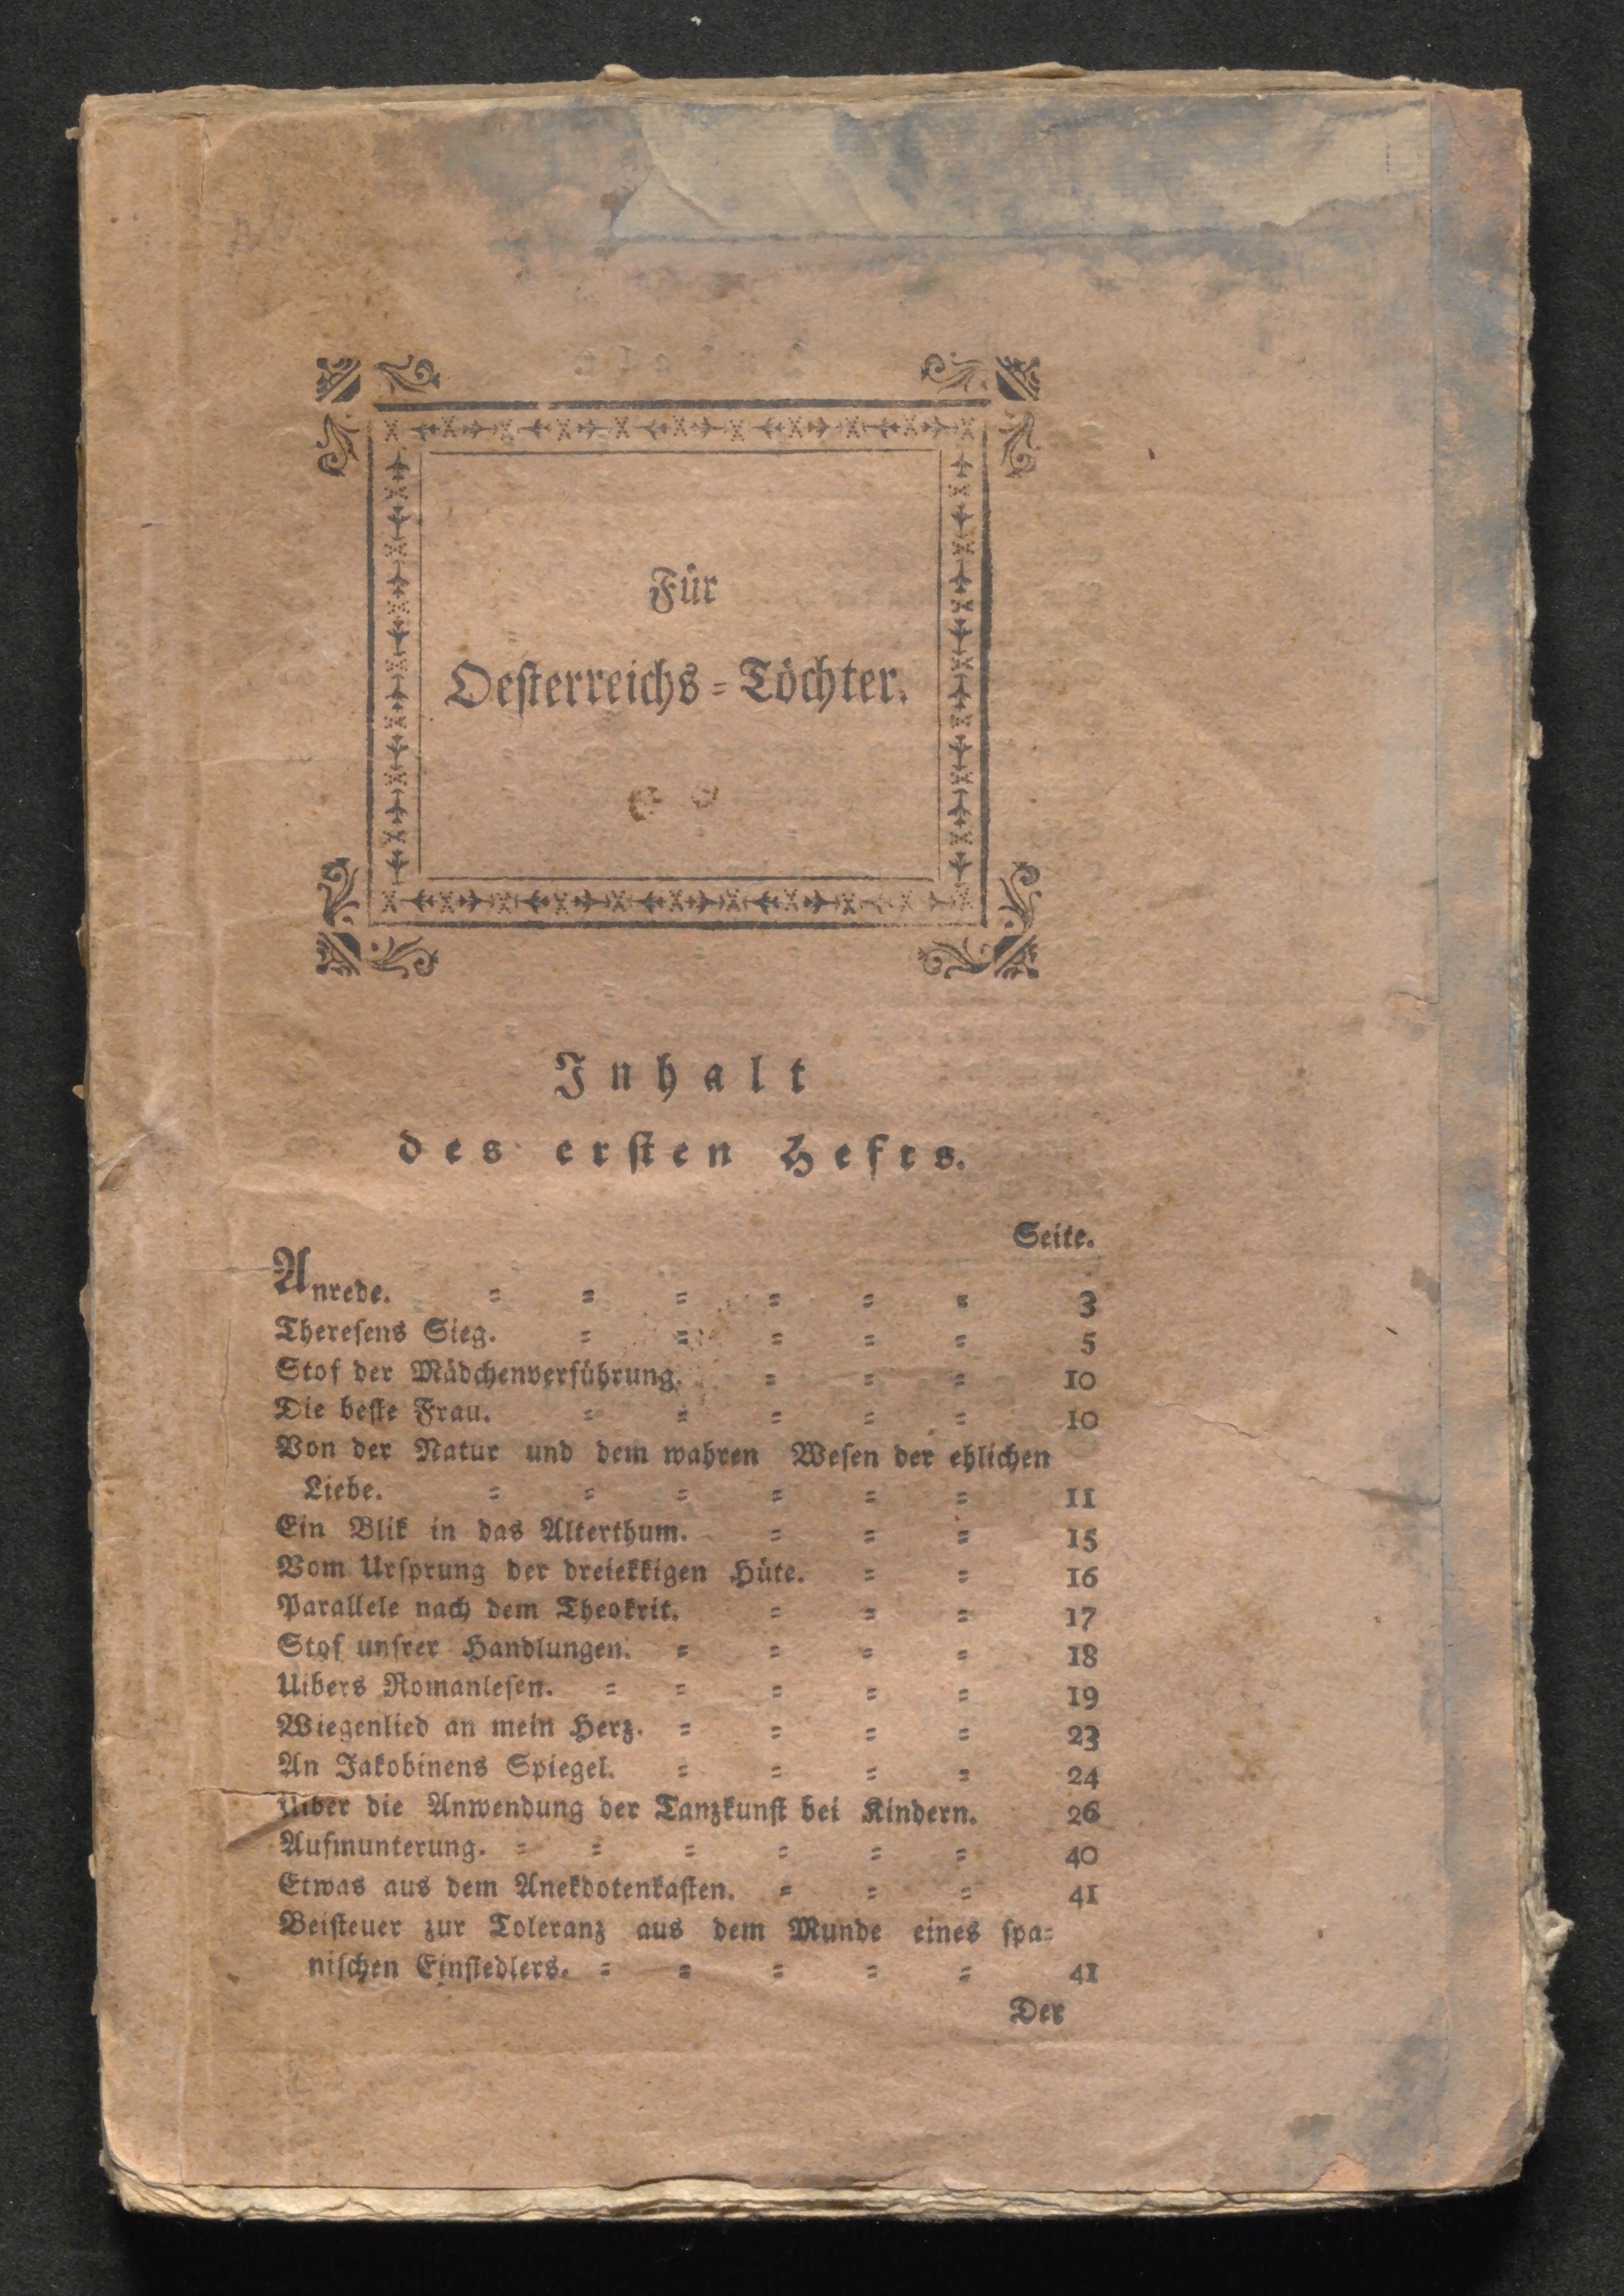 Für
Oesterreichs-Töchter.
Inhalt
des ersten Hefts.
Seite.
Anrede. = = = = = = 3
Theresens Sieg. = = = = = 5
Stof der Mädchenverführung. = = = 10
Die beste Frau. = = = = = 10
Von der Natur und dem wahren Wesen der ehlichen
Liebe. = = = = = = 11
Ein Blik in das Alterthum. = = = 15
Vom Ursprung der dreiekkigen Hüte. = = 16
Parallele nach dem Theokrit. = = = 17
Stof unsrer Handlungen. = = = = 18
Uibers Romanlesen. = = = = = 19
Wiegenlied an mein Herz. = = = = 23
An Jakobinens Spiegel. = = = = 24
Uiber die Anwendung der Tanzkunst bei Kindern. 26
Aufmunterung. = = = = = = 40
Etwas aus dem Anekdotenkasten. = = = 41
Beisteuer zur Toleranz aus dem Munde eines spa=
nischen Einsiedlers. = = = = = 41
Der